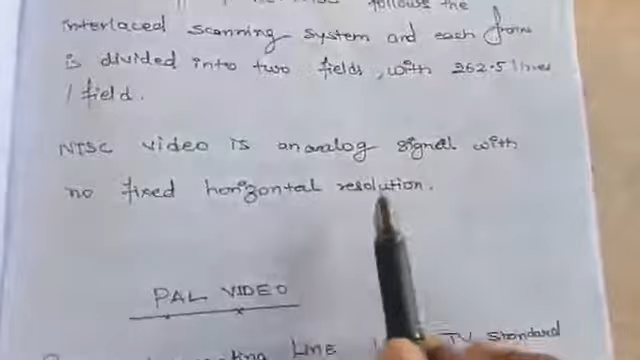 follows the
interlaced scanning system and each frame
is divided into two fields, with 262.5 lines
/ field.
NTSC video is an analog signal with
no fixed horizontal resolution.
PAL VIDEO
Line TV Standard